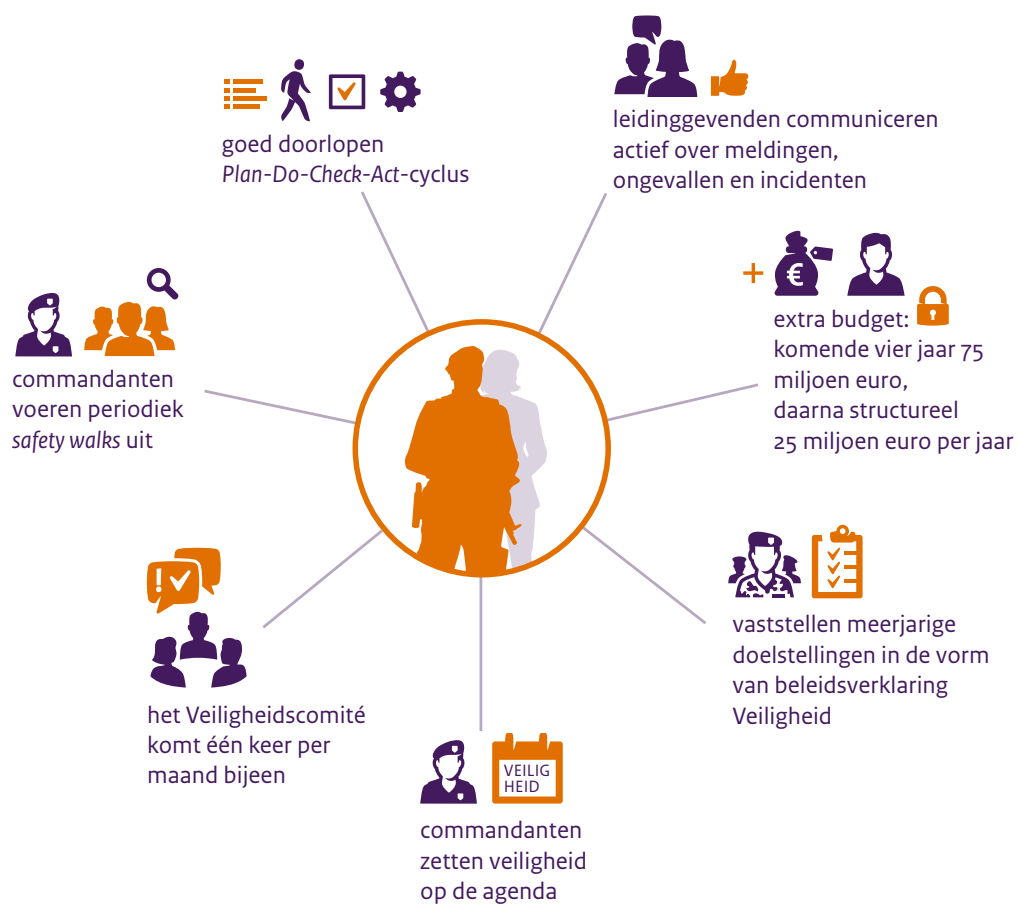 goed doorlopen
Plan-Do-Check-Act-cyclus
leidinggevenden communiceren
actief over meldingen,
ongevallen en incidenten
+
€
extra budget:
komende vier jaar 75
miljoen euro,
daarna structureel
25 miljoen euro per jaar
commandanten
voeren periodiek
safety walks uit
!
vaststellen meerjarige
doelstellingen in de vorm
van beleidsverklaring
Veiligheid
het Veiligheidscomité
komt één keer per
maand bijeen
VEILIG
HEID
commandanten
zetten veiligheid
op de agenda